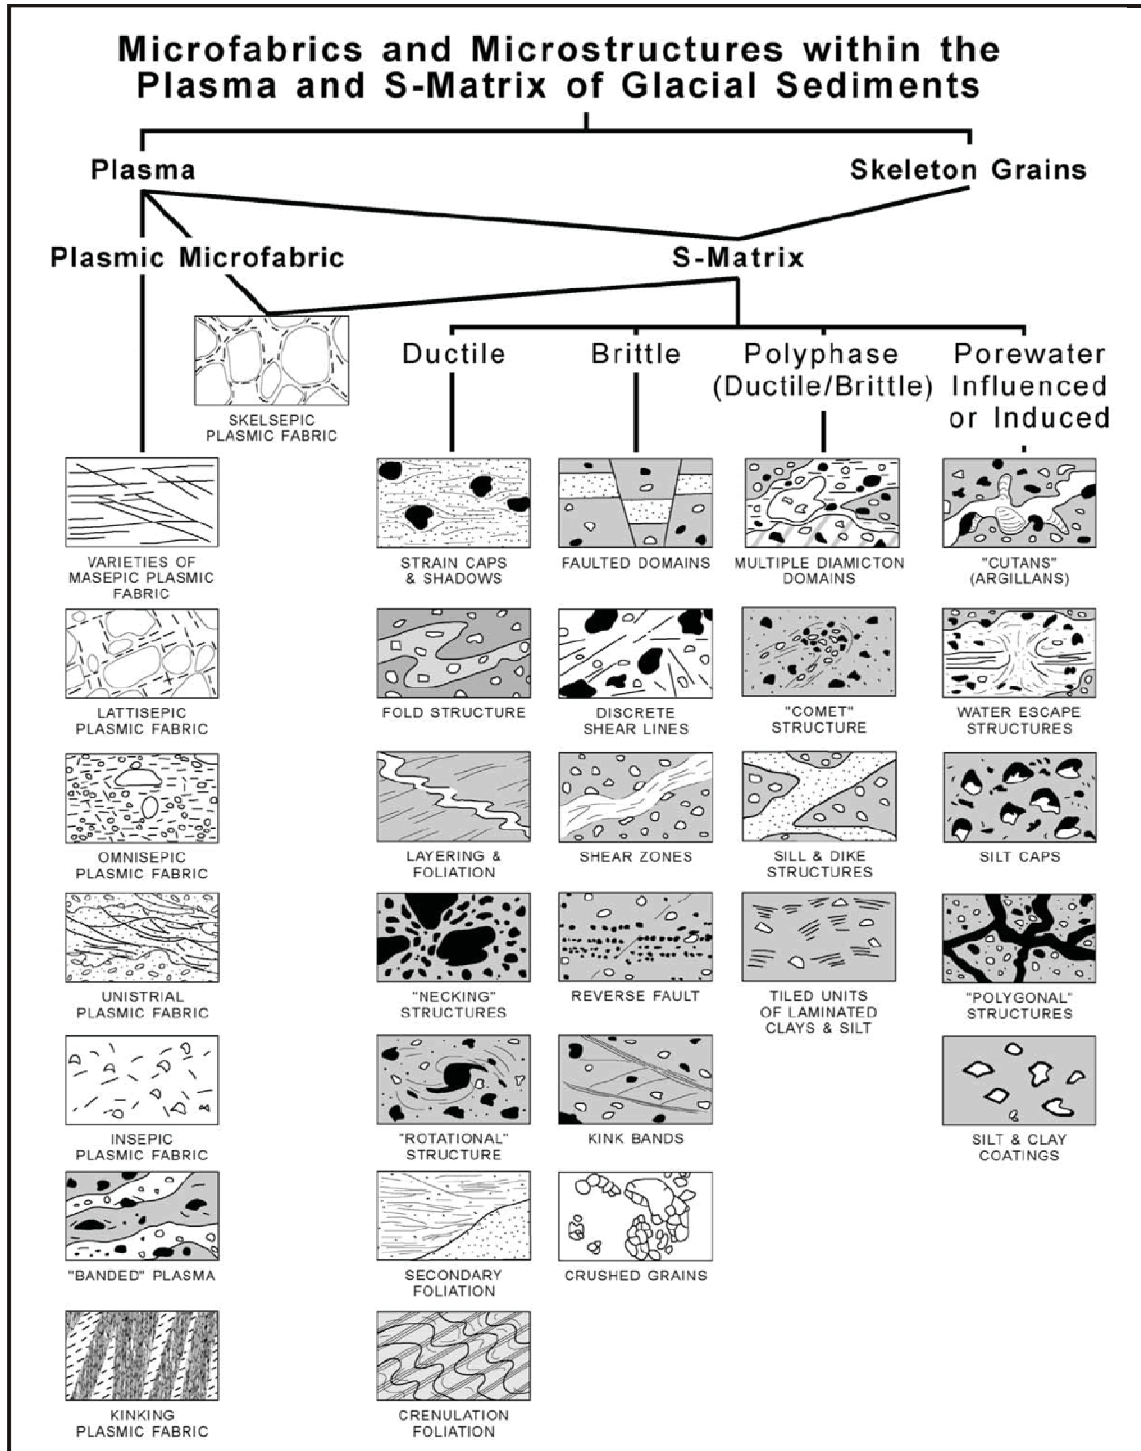 Microfabrics and Microstructures within the
Plasma and S-Matrix of Glacial Sediments
Plasma
Skeleton Grains
Plasmic Microfabric
S-Matrix
SKELSEPIC
PLASMIC FABRIC
Ductile
Brittle
Polyphase
(Ductile/Brittle)
Porewater
Influenced
or Induced
VARIETIES OF
MASEPIC PLASMIC
FABRIC
STRAIN CAPS
& SHADOWS
FAULTED DOMAINS
MULTIPLE DIAMICTON
DOMAINS
"CUTANS"
(ARGILLANS)
LATTISEPIC
PLASMIC FABRIC
FOLD STRUCTURE
DISCRETE
SHEAR LINES
"COMET"
STRUCTURE
WATER ESCAPE
STRUCTURES
OMNISEPIC
PLASMIC FABRIC
LAYERING &
FOLIATION
SHEAR ZONES
SILL & DIKE
STRUCTURES
SILT CAPS
UNISTRIAL
PLASMIC FABRIC
"NECKING"
STRUCTURES
REVERSE FAULT
TILED UNITS
OF LAMINATED
CLAYS & SILT
"POLYGONAL"
STRUCTURES
INSEPIC
PLASMIC FABRIC
"ROTATIONAL"
STRUCTURE
KINK BANDS
SILT & CLAY
COATINGS
"BANDED" PLASMA
SECONDARY
FOLIATION
CRUSHED GRAINS
KINKING
PLASMIC FABRIC
CRENULATION
FOLIATION